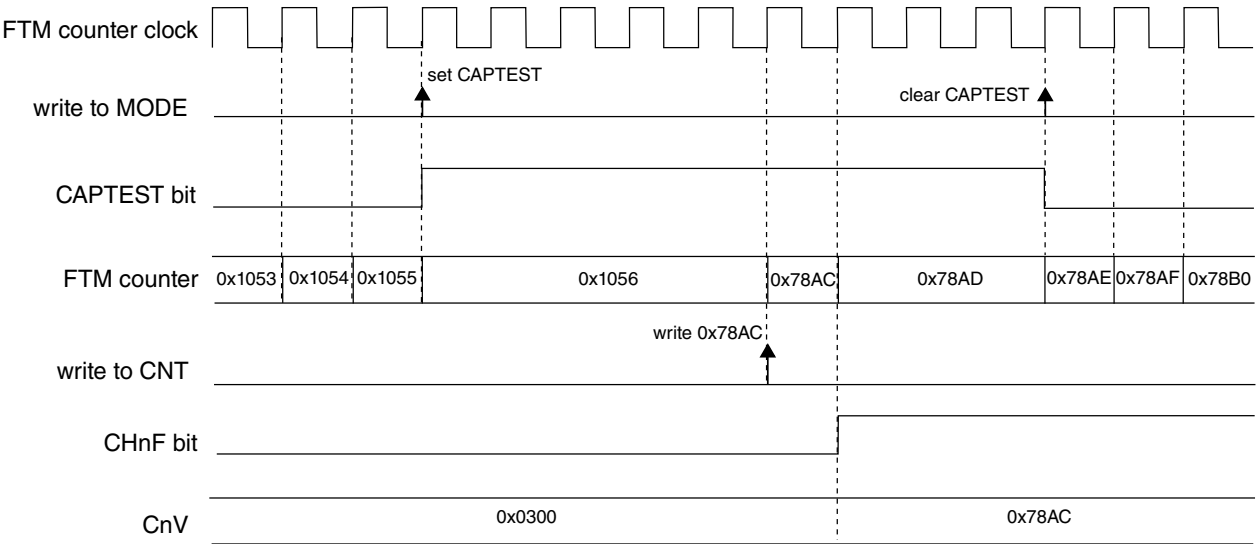 FTM counter clock
set CAPTEST
clear CAPTEST
write to MODE
CAPTEST bit
FTM counter 0x1053 0x1054 0x1055 0x1056 0x78AC 0x78AD 0x78AE 0x78AF 0x78B0
write 0x78AC
write to CNT
CHnF bit
CnV 0x0300 0x78AC